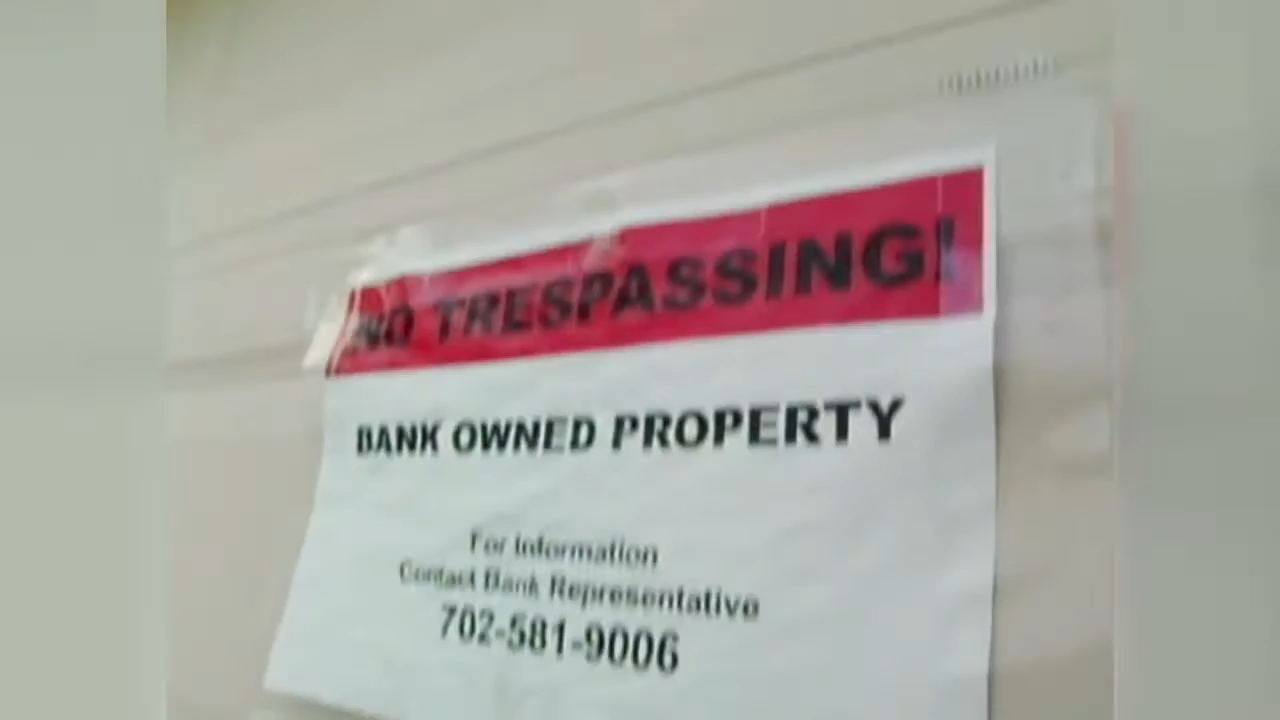 NO TRESPASSING!
BANK OWNED PROPERTY
For Information
Contact Bank Representative
702-581-9006